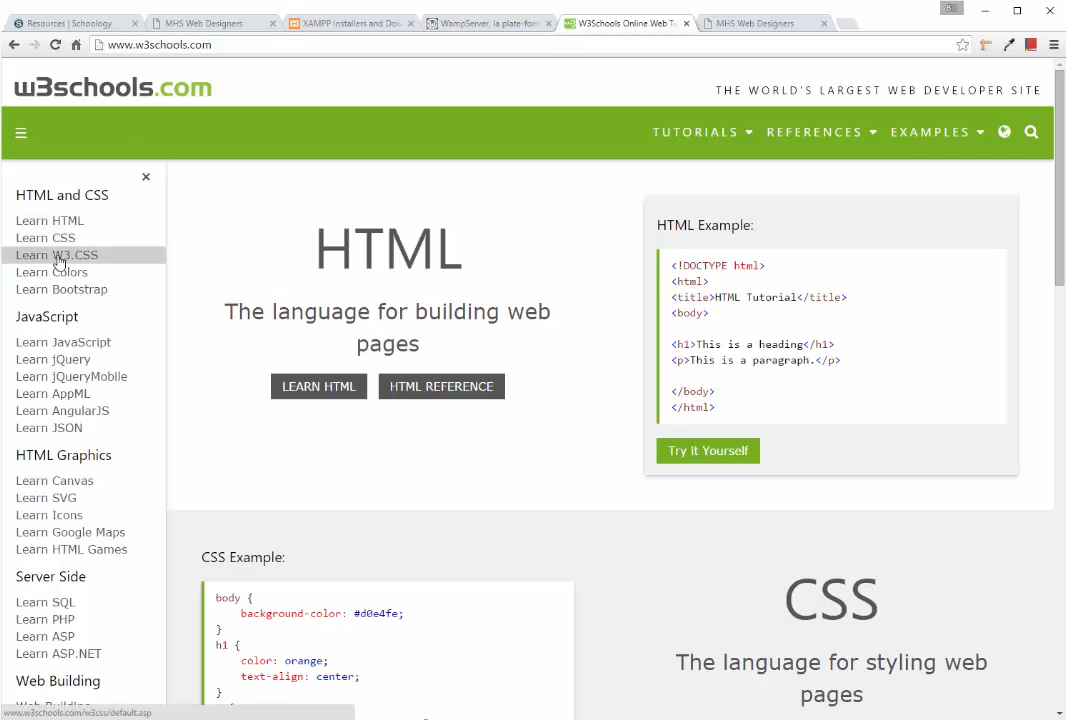 Resources | Schoology
MHS Web Designers
XAMPP Installers and Do
WampServer, la plate-for
W3Schools Online Web Tu
MHS Web Designers
Bill
www.w3schools.com
w3schools.com
THE WORLD'S LARGEST WEB DEVELOPER SITE
TUTORIALS
REFERENCES
EXAMPLES
HTML and CSS
Learn HTML
Learn CSS
Learn W3.CSS
Learn Colors
Learn Bootstrap
JavaScript
Learn JavaScript
Learn jQuery
Learn jQueryMobile
Learn AppML
Learn AngularJS
Learn JSON
HTML Graphics
Learn Canvas
Learn SVG
Learn Icons
Learn Google Maps
Learn HTML Games
Server Side
Learn SQL
Learn PHP
Learn ASP
Learn ASP.NET
Web Building
www.w3schools.com/w3css/default.asp
HTML
The language for building web
pages
LEARN HTML
HTML REFERENCE
HTML Example:
<!DOCTYPE html>
<html>
<title>HTML Tutorial</title>
<body>
<h1>This is a heading</h1>
<p>This is a paragraph.</p>
</body>
</html>
Try it Yourself
CSS Example:
body {
background-color: #d0e4fe;
}
h1 {
color: orange;
text-align: center;
}
CSS
The language for styling web
pages